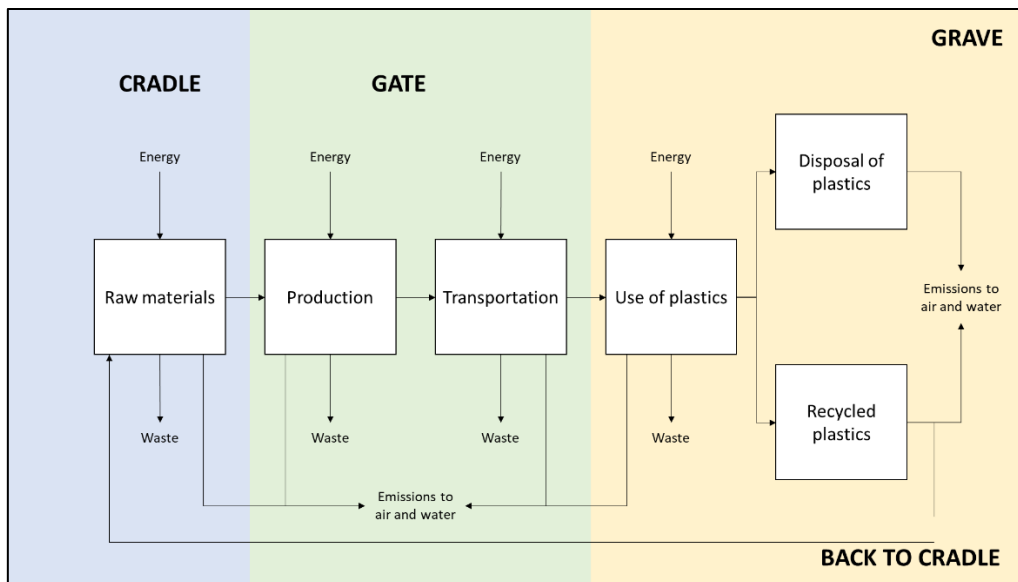 GRAVE
CRADLE
GATE
Energy
Energy
Energy
Energy
Disposal of
plastics
Raw materials
Production
Transportation
Use of plastics
Emissions to
air and water
Waste
Waste
Waste
Waste
Recycled
plastics
Emissions to
air and water
BACK TO CRADLE